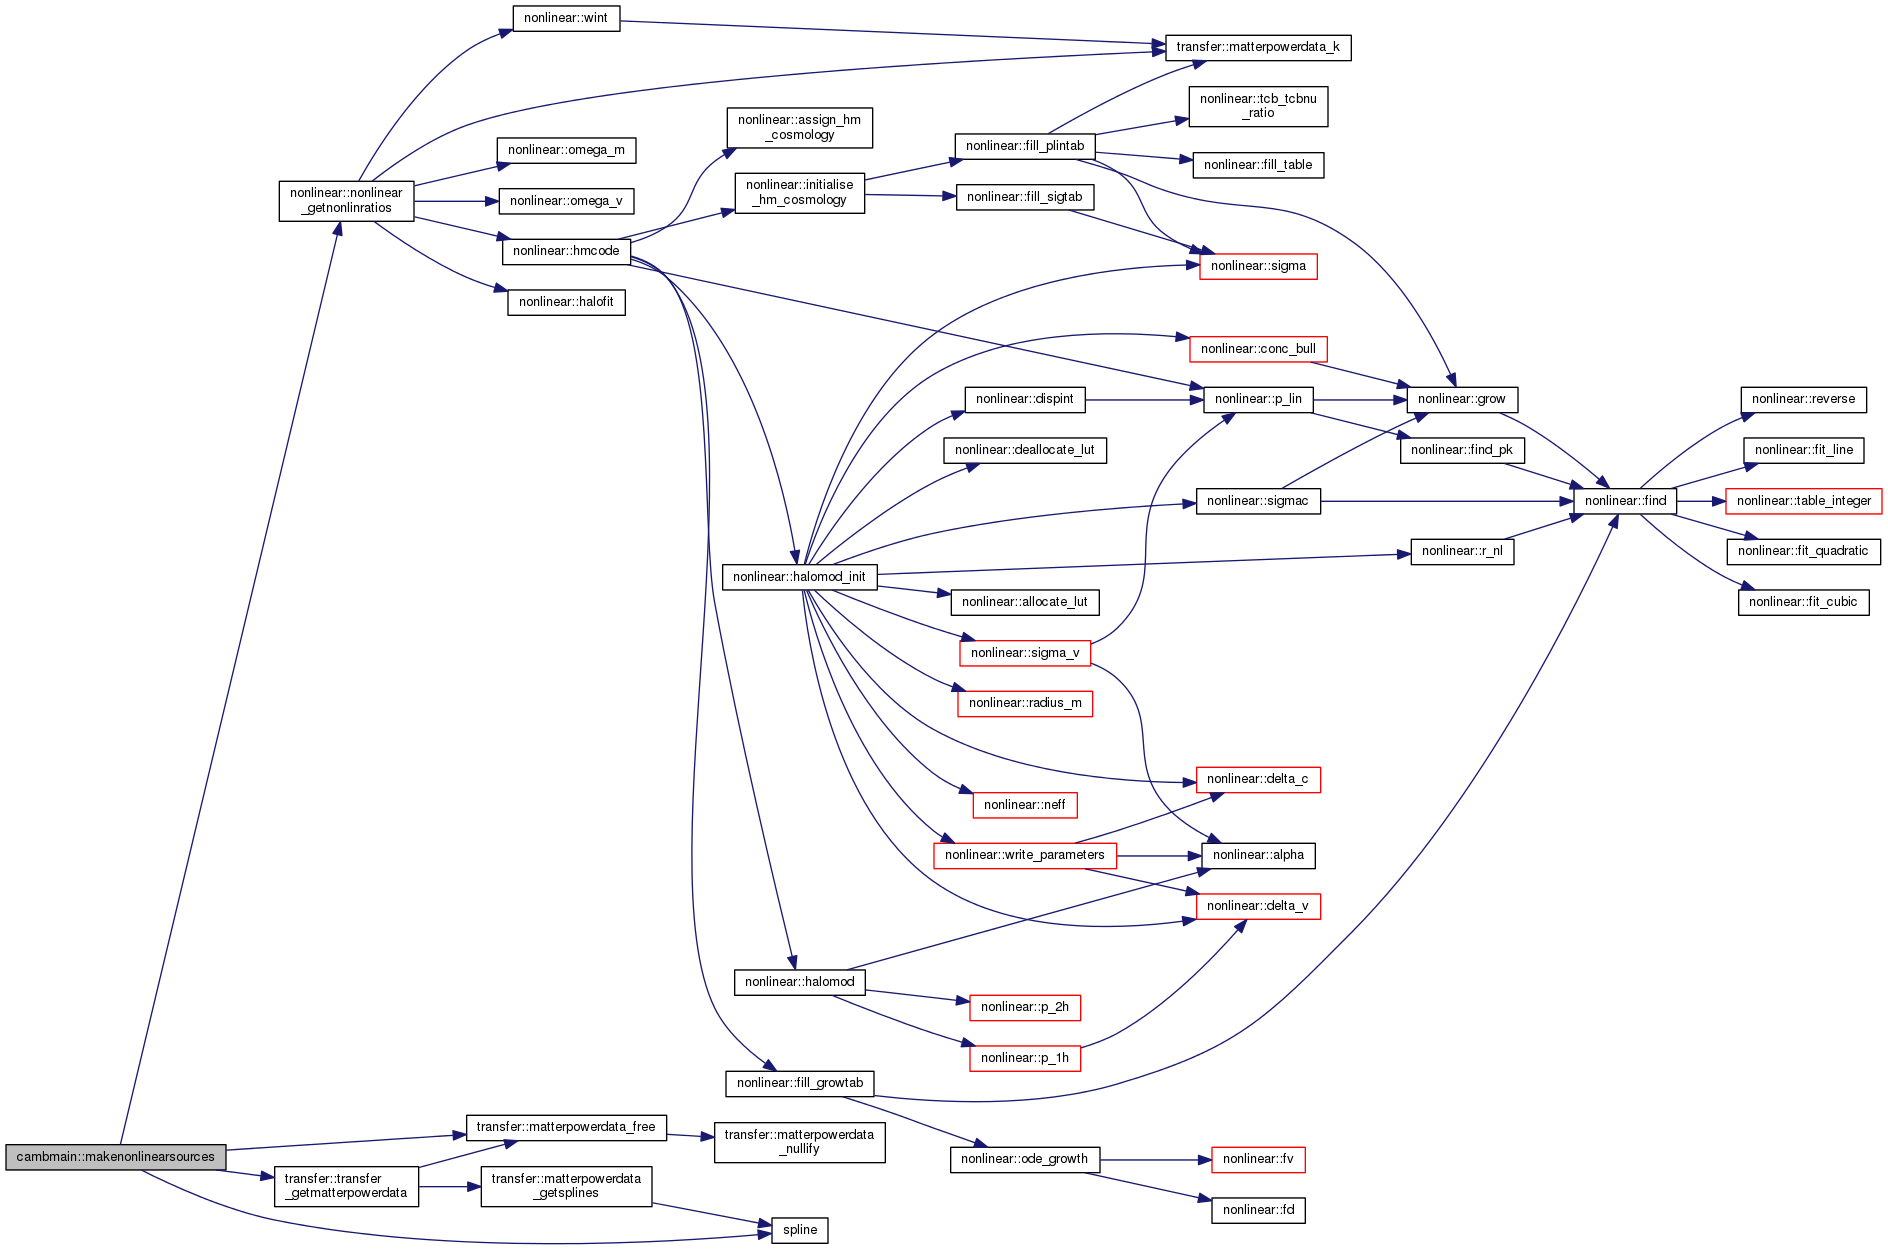 nonlinear::wint
transfer::matterpowerdata_k
nonlinear::tcb_tcbnu
_ratio
nonlinear::assign_hm
_cosmology
nonlinear::omega_m
nonlinear::fill_plintab
nonlinear::fill_table
nonlinear::nonlinear
_getnonlinratios
nonlinear::omega_v
nonlinear::initialise
_hm_cosmology
nonlinear::fill_sigtab
nonlinear::hmcode
nonlinear::sigma
nonlinear::halofit
nonlinear::conc_bull
nonlinear::dispint
nonlinear::p_lin
nonlinear::grow
nonlinear::reverse
nonlinear::deallocate_lut
nonlinear::find_pk
nonlinear::fit_line
nonlinear::sigmac
nonlinear::find
nonlinear::table_integer
nonlinear::r_nl
nonlinear::fit_quadratic
nonlinear::halomod_init
nonlinear::allocate_lut
nonlinear::fit_cubic
nonlinear::sigma_v
nonlinear::radius_m
nonlinear::delta_c
nonlinear::neff
nonlinear::write_parameters
nonlinear::alpha
nonlinear::delta_v
nonlinear::halomod
nonlinear::p_2h
nonlinear::p_1h
nonlinear::fill_growtab
transfer::matterpowerdata_free
transfer::matterpowerdata
_nullify
cambmain::makenonlinearsources
nonlinear::ode_growth
nonlinear::fv
transfer::transfer
_getmatterpowerdata
transfer::matterpowerdata
_getsplines
nonlinear::fd
spline